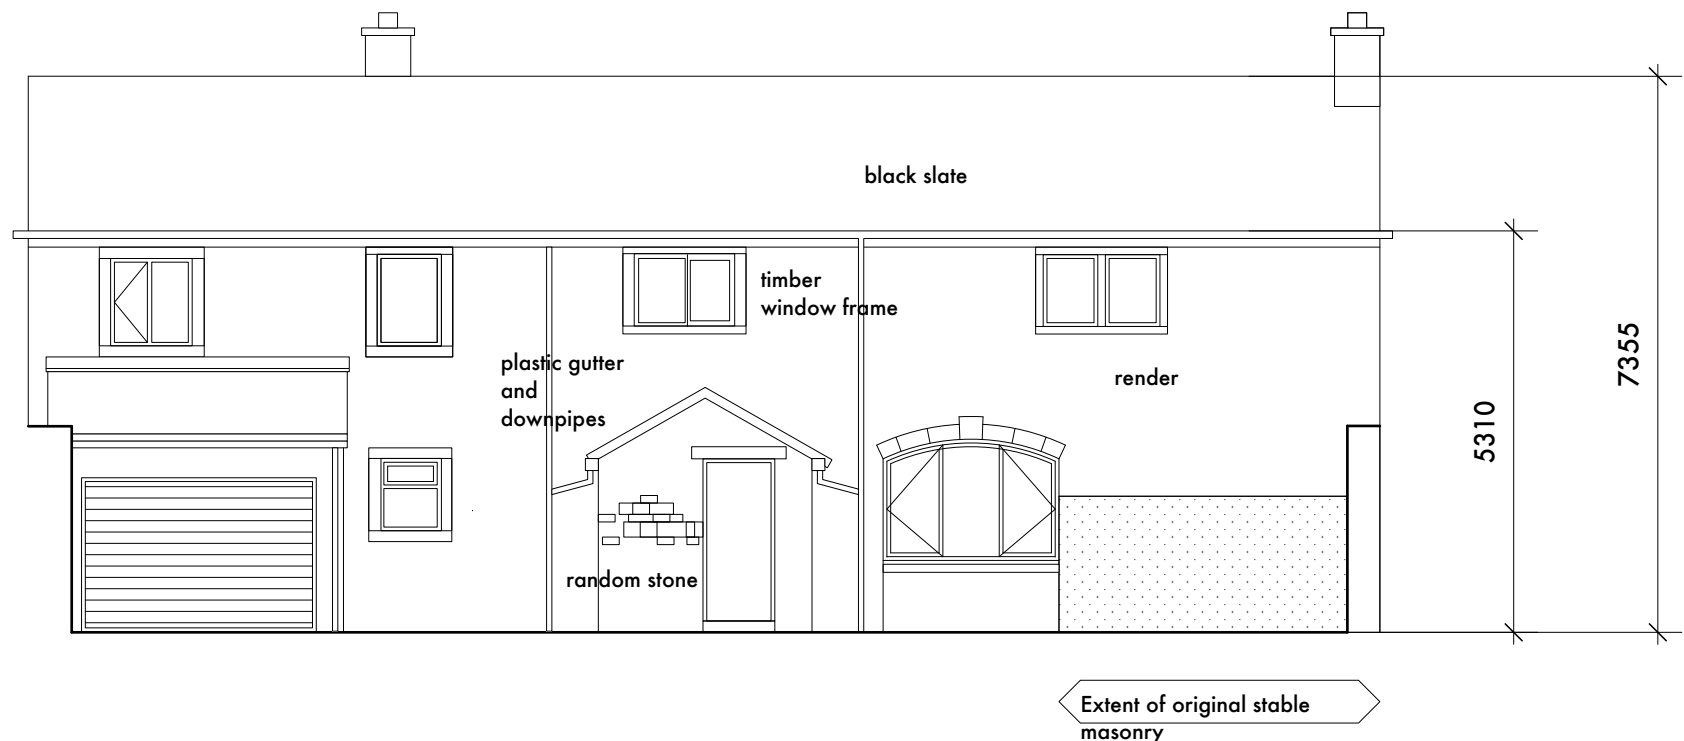 black slate
timber
window frame
plastic gutter
and
downpipes
render
random stone
5310
7355
Extent of original stable
masonry